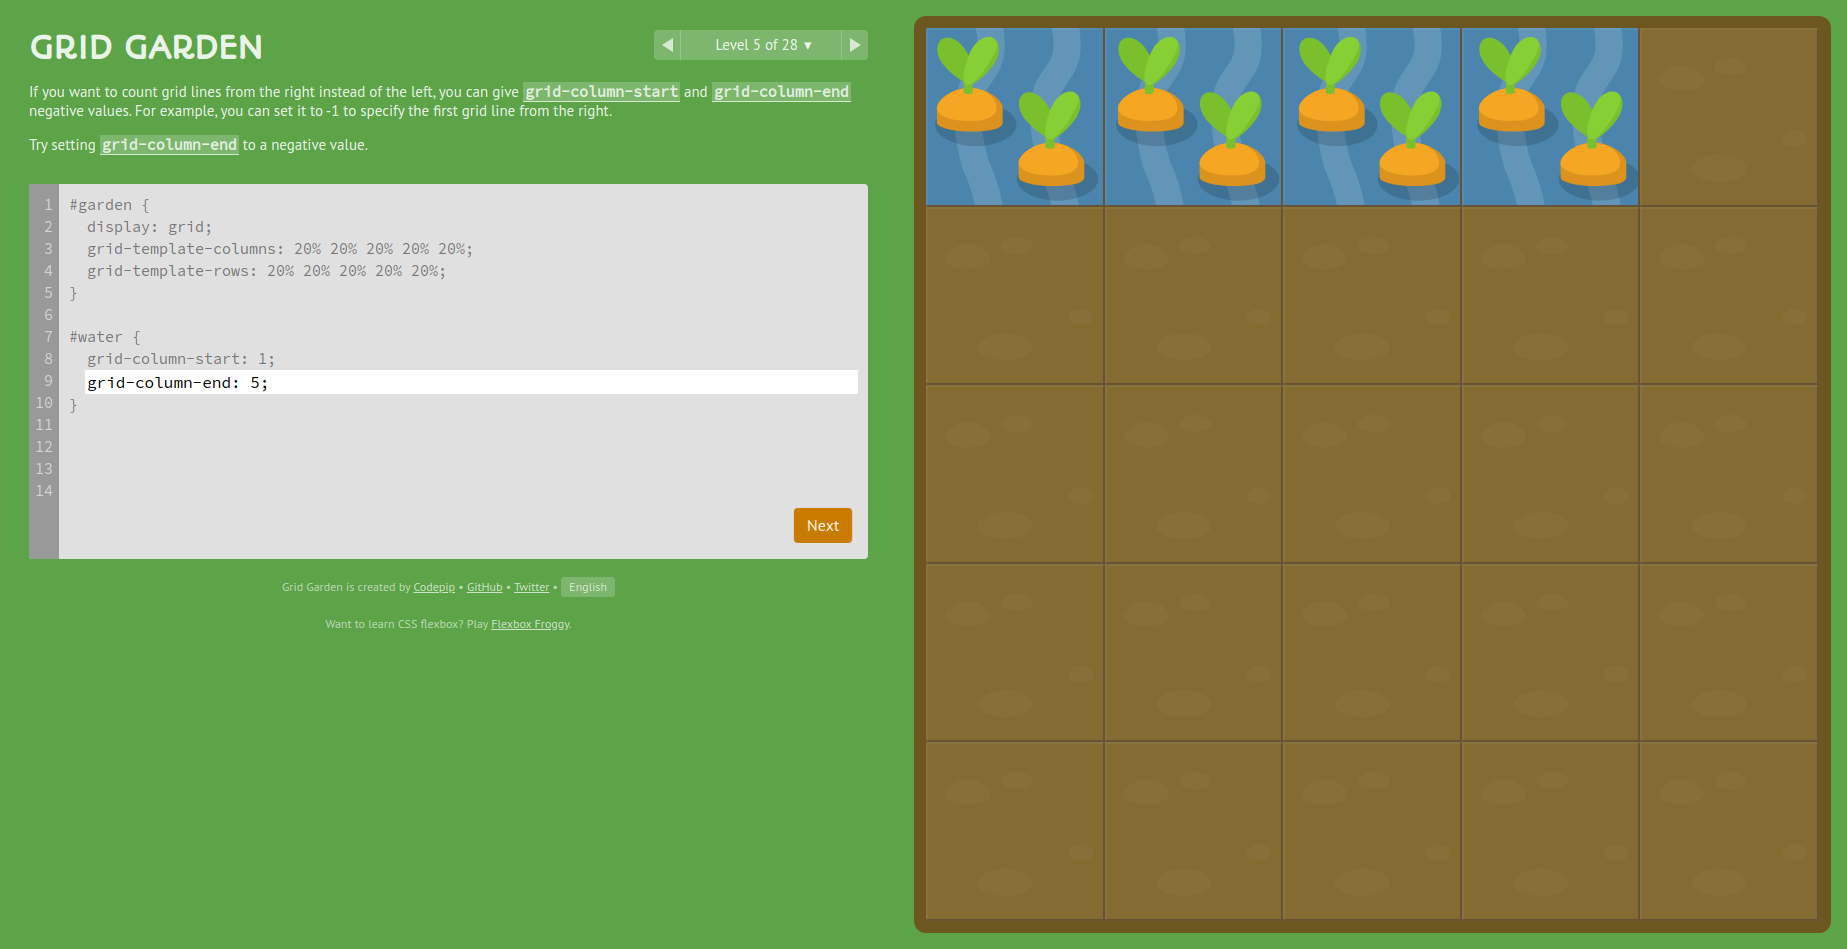 GRID GARDEN
◀ Level 5 of 28 ▼ ▶
If you want to count grid lines from the right instead of the left, you can give grid-column-start and grid-column-end
negative values. For example, you can set it to -1 to specify the first grid line from the right.
Try setting grid-column-end to a negative value.
1 #garden {
2 display: grid;
3 grid-template-columns: 20% 20% 20% 20% 20%;
4 grid-template-rows: 20% 20% 20% 20% 20%;
5 }
6
7 #water {
8 grid-column-start: 1;
9 grid-column-end: 5;
10 }
11
12
13
14
Next
Grid Garden is created by Codepip • GitHub • Twitter • English
Want to learn CSS flexbox? Play Flexbox Froggy.